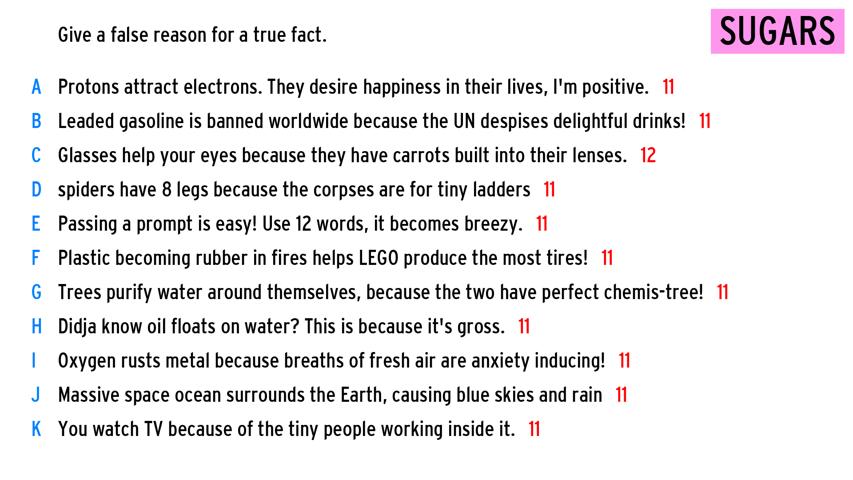 Give a false reason for a true fact.
SUGARS
A Protons attract electrons. They desire happiness in their lives, I'm positive. 11
B Leaded gasoline is banned worldwide because the UN despises delightful drinks! 11
C Glasses help your eyes because they have carrots built into their lenses. 12
D spiders have 8 legs because the corpses are for tiny ladders 11
E Passing a prompt is easy! Use 12 words, it becomes breezy. 11
F Plastic becoming rubber in fires helps LEGO produce the most tires! 11
G Trees purify water around themselves, because the two have perfect chemis-tree! 11
H Didja know oil floats on water? This is because it's gross. 11
I Oxygen rusts metal because breaths of fresh air are anxiety inducing! 11
J Massive space ocean surrounds the Earth, causing blue skies and rain 11
K You watch TV because of the tiny people working inside it. 11